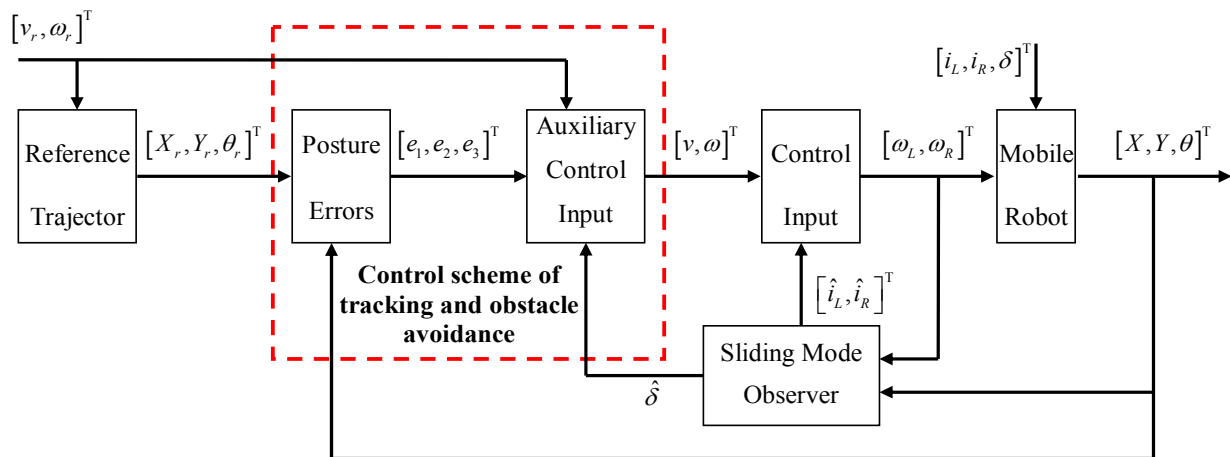 [v_r, ω_r]^T
[i_L, i_R, δ]^T
Reference
Trajector
[X_r, Y_r, θ_r]^T
Posture
Errors
[e_1, e_2, e_3]^T
Auxiliary
Control
Input
[v, ω]^T
Control
Input
[ω_L, ω_R]^T
Mobile
Robot
[X, Y, θ]^T
Control scheme of
tracking and obstacle
avoidance
[î_L, î_R]^T
Sliding Mode
Observer
δ̂